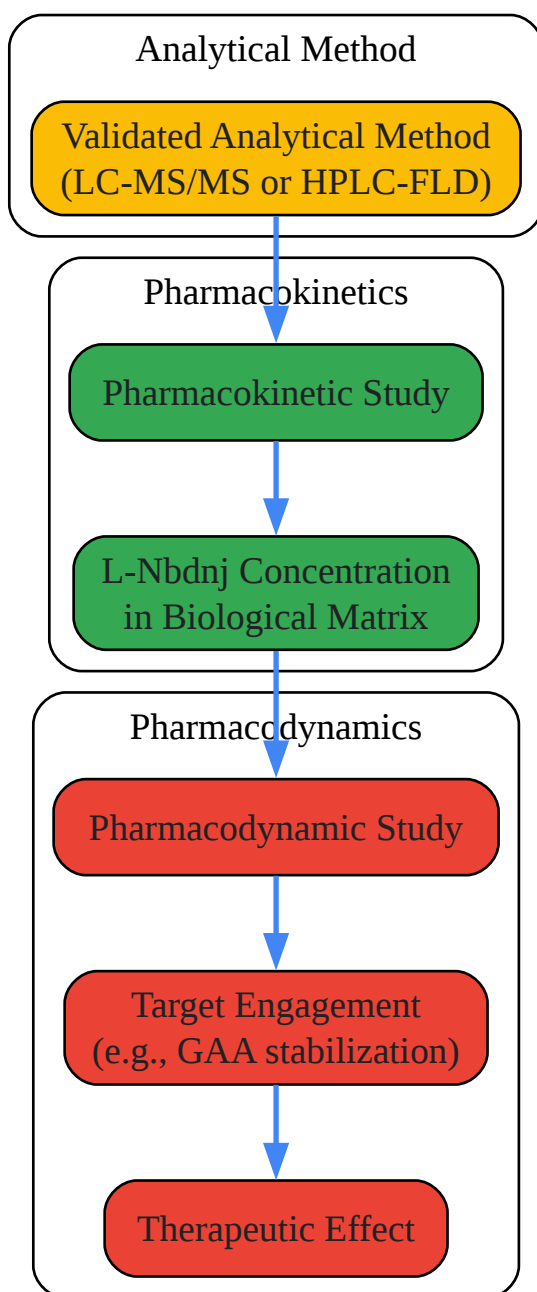 Analytical Method
Validated Analytical Method
(LC-MS/MS or HPLC-FLD)
Pharmacokinetics
Pharmacokinetic Study
L-Nbdnj Concentration
in Biological Matrix
Pharmacodynamics
Pharmacodynamic Study
Target Engagement
(e.g., GAA stabilization)
Therapeutic Effect